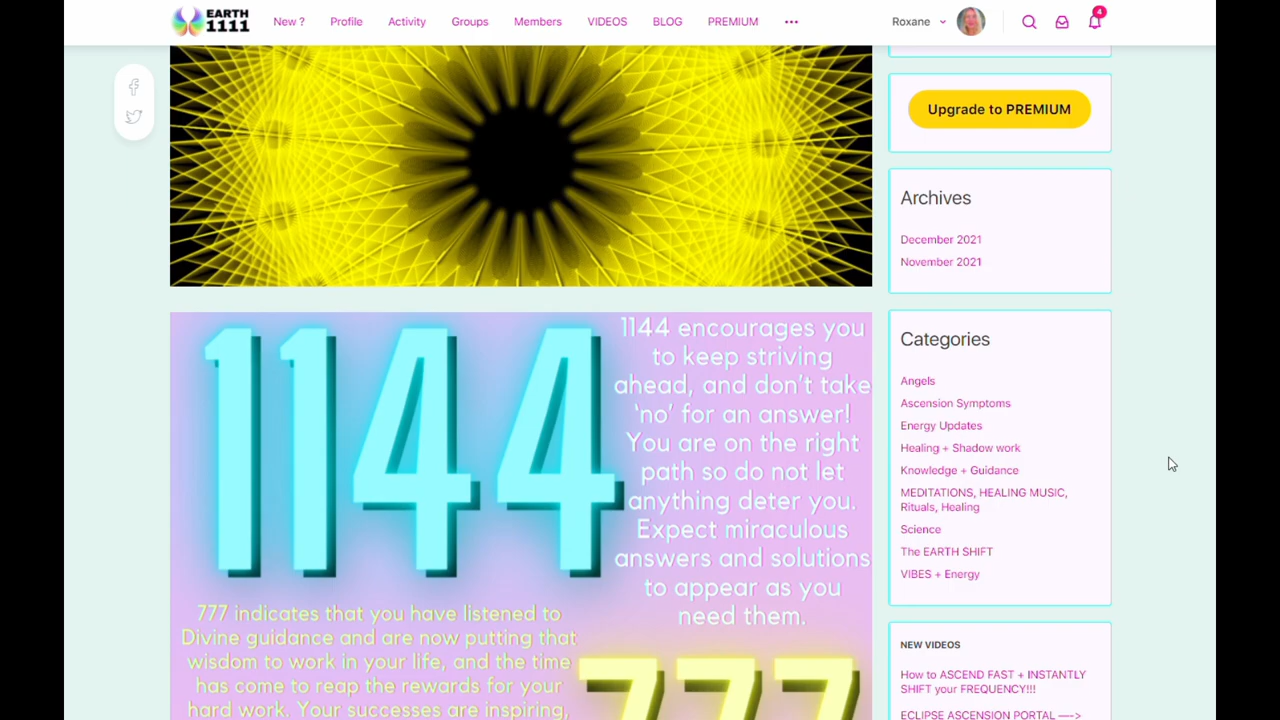 EARTH
1111
New ?
Profile
Activity
Groups
Members
VIDEOS
BLOG
PREMIUM
Roxane
4
Upgrade to PREMIUM
Archives
December 2021
November 2021
1144
1144 encourages you
to keep striving
ahead, and don't take
'no' for an answer!
You are on the right
path so do not let
anything deter you.
Expect miraculous
answers and solutions
to appear as you
need them.
777 indicates that you have listened to
Divine guidance and are now putting that
wisdom to work in your life, and the time
has come to reap the rewards for your
hard work. Your successes are inspiring,
777
Categories
Angels
Ascension Symptoms
Energy Updates
Healing + Shadow work
Knowledge + Guidance
MEDITATIONS, HEALING MUSIC,
Rituals, Healing
Science
The EARTH SHIFT
VIBES + Energy
NEW VIDEOS
How to ASCEND FAST + INSTANTLY
SHIFT your FREQUENCY!!!
ECLIPSE ASCENSION PORTAL —->